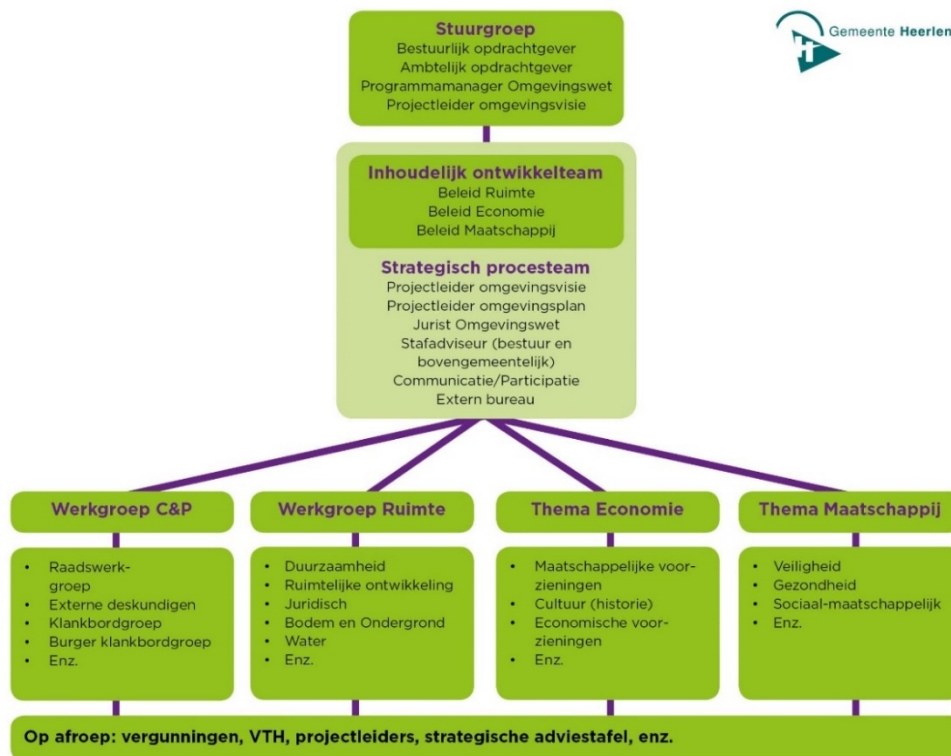 Stuurgroep
Bestuurlijk opdrachtgever
Ambtelijk opdrachtgever
Programmamanager Omgevingswet
Projectleider omgevingsvisie
Gemeente Heerlen
Inhoudelijk ontwikkelteam
Beleid Ruimte
Beleid Economie
Beleid Maatschappij
Strategisch procesteam
Projectleider omgevingsvisie
Projectleider omgevingsplan
Jurist Omgevingswet
Stafadviseur (bestuur en
bovengemeentelijk)
Communicatie/Participatie
Extern bureau
Werkgroep C&P
• Raadswerk-
groep
• Externe deskundigen
• Klankbordgroep
• Burger klankbordgroep
• Enz.
Werkgroep Ruimte
• Duurzaamheid
• Ruimtelijke ontwikkeling
• Juridisch
• Bodem en Ondergrond
• Water
• Enz.
Thema Economie
• Maatschappelijke voor-
zieningen
• Cultuur (historie)
• Economische voor-
zieningen
• Enz.
Thema Maatschappij
• Veiligheid
• Gezondheid
• Sociaal-maatschappelijk
• Enz.
Op afroep: vergunningen, VTH, projectleiders, strategische adviestafel, enz.